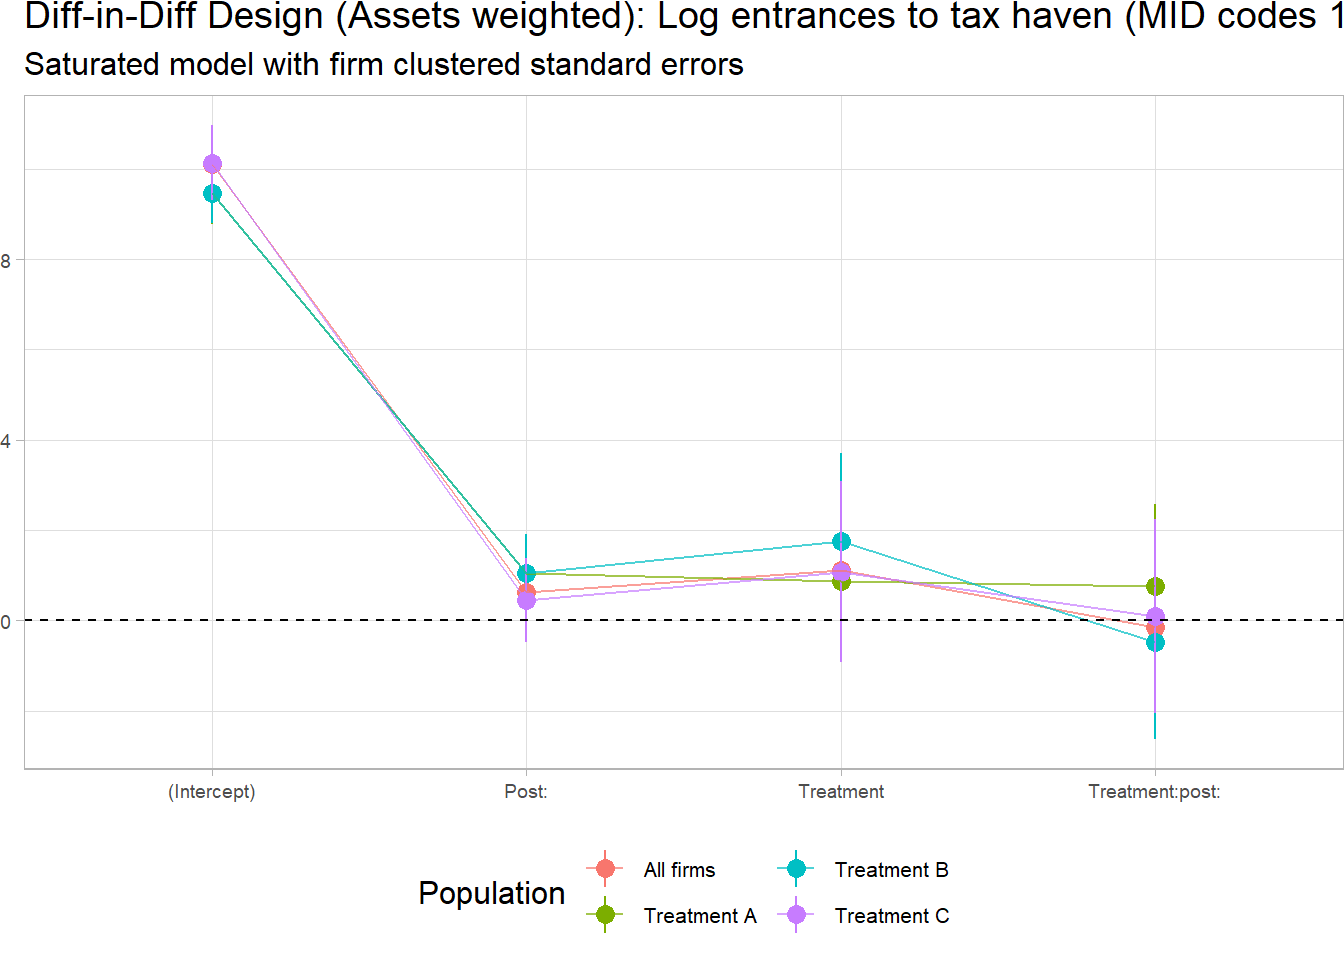 Diff-in-Diff Design (Assets weighted): Log entrances to tax haven (MID codes 1
Saturated model with firm clustered standard errors
8
4
0
(Intercept) Post: Treatment Treatment:post:
Population
All firms Treatment B
Treatment A Treatment C